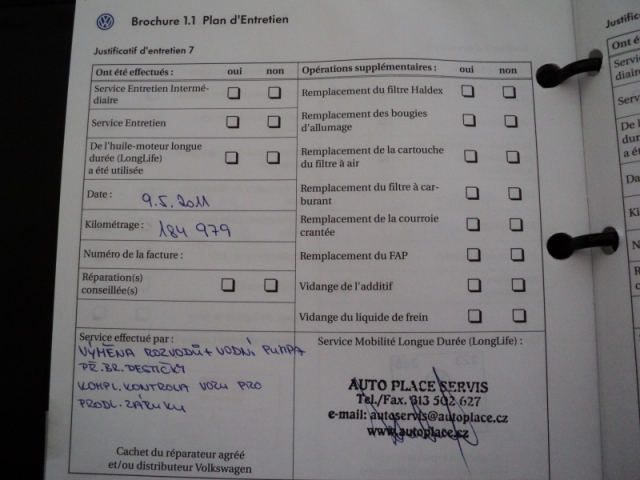 Brochure 1.1 Plan d'Entretien
Justificatif d'entretien 7
Ont été effectués : oui non
Service Entretien Intermé-
diaire
Service Entretien
De l'huile-moteur longue
durée (LongLife)
a été utilisée
Date : 9.5.2011
Kilométrage : 184 979
Numéro de la facture :
Réparation(s)
conseillée(s)
Opérations supplémentaires : oui non
Remplacement du filtre Haldex
Remplacement des bougies
d'allumage
Remplacement de la cartouche
du filtre à air
Remplacement du filtre à car-
burant
Remplacement de la courroie
crantée
Remplacement du FAP
Vidange de l'additif
Vidange du liquide de frein
Service effectué par :
VÝMĚNA ROZVODŮ + VODNÍ PUMPA
PŘ. BR. DESTIČKY
KOMPL. KONTROLA VOZU PRO
PRODL. ZÁRUKU
Cachet du réparateur agréé
et/ou distributeur Volkswagen
Service Mobilité Longue Durée (LongLife) :
AUTO PLACE SERVIS
Tel./Fax. 313 502 627
e-mail: autoservis@autoplace.cz
www.autoplace.cz